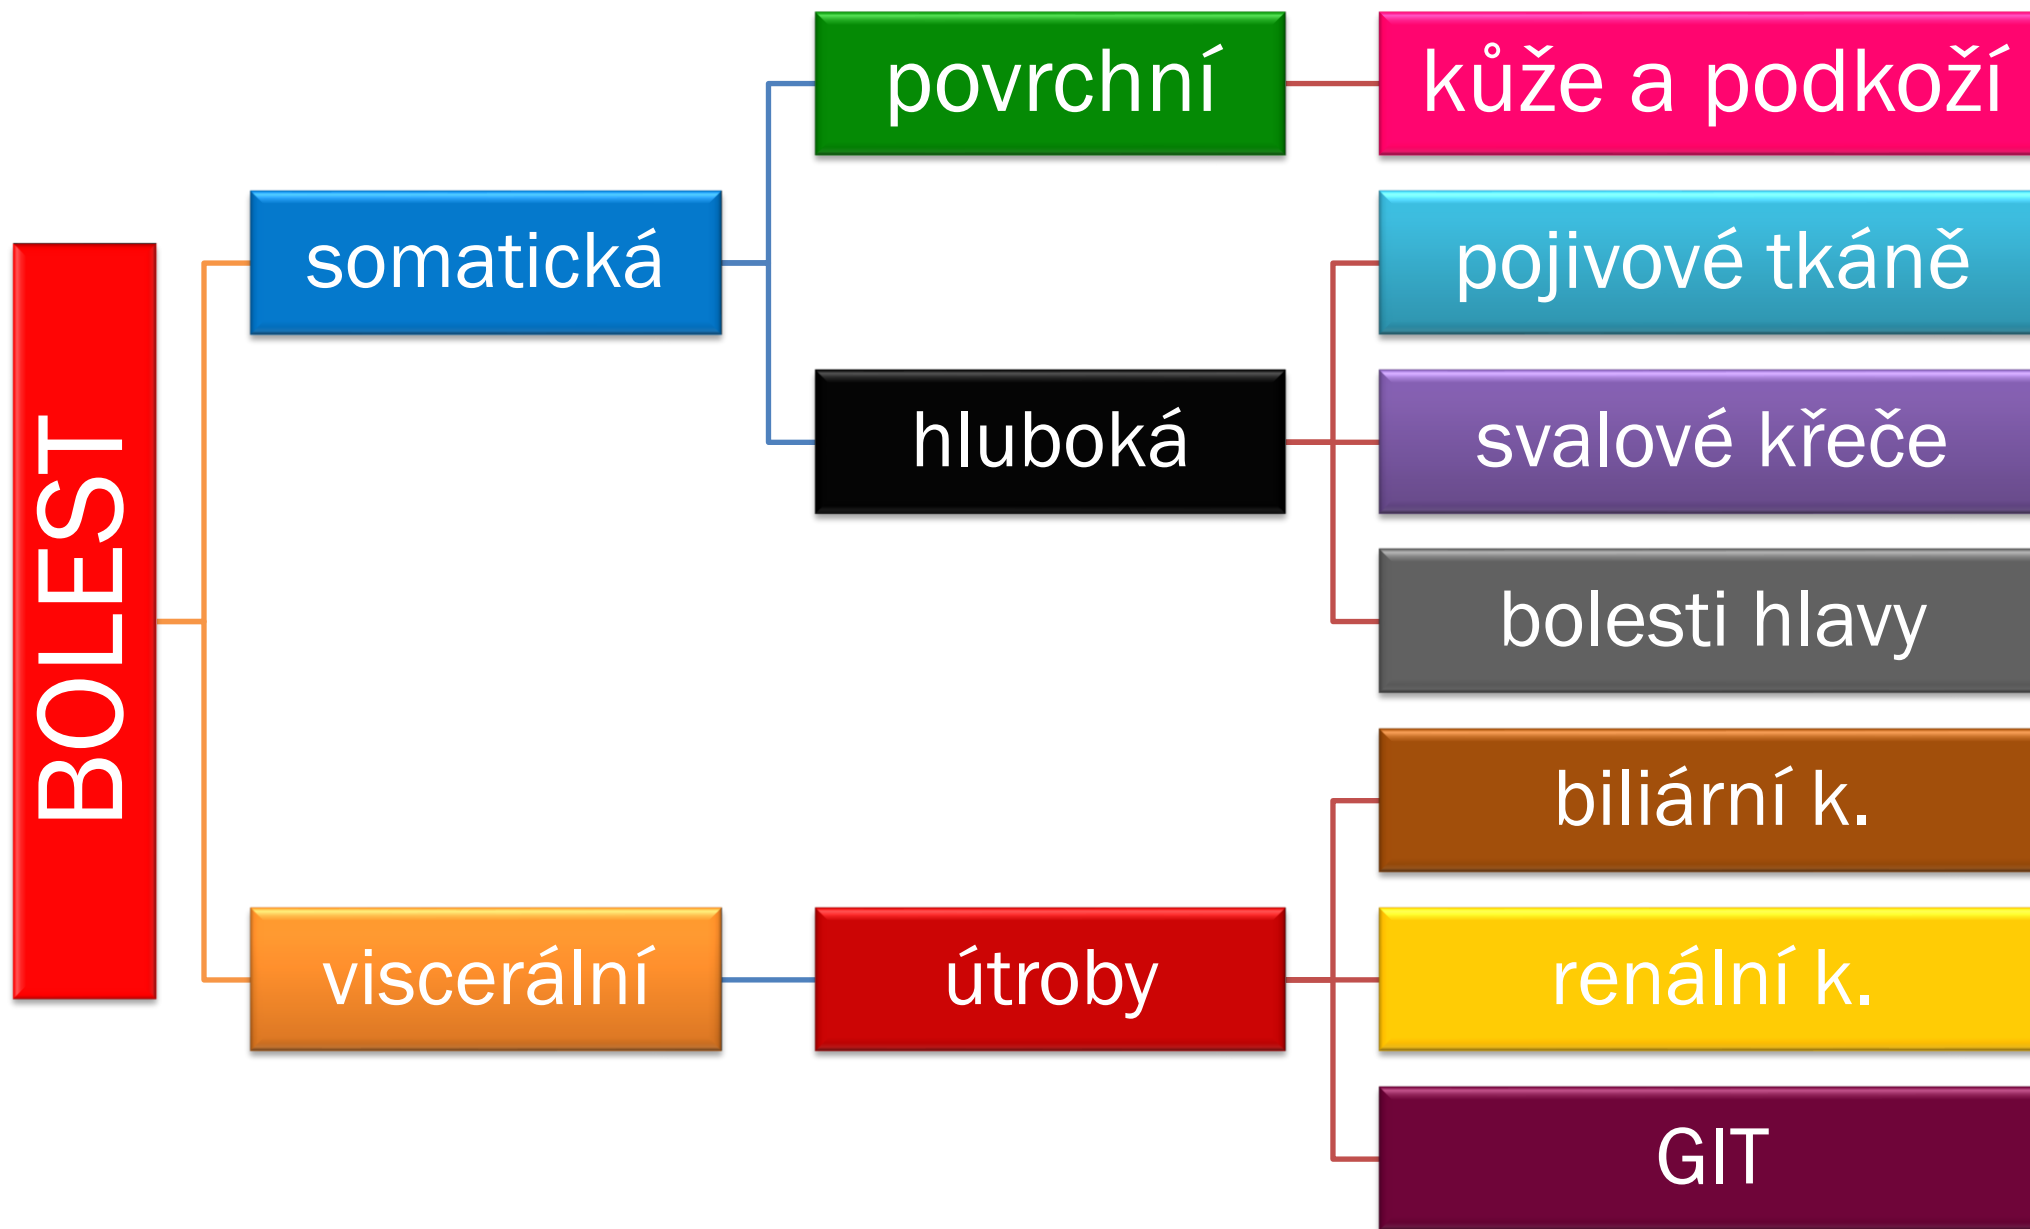 BOLEST
somatická
povrchní
kůže a podkoží
hluboká
pojivové tkáně
svalové křeče
bolesti hlavy
viscerální
útroby
biliární k.
renální k.
GIT